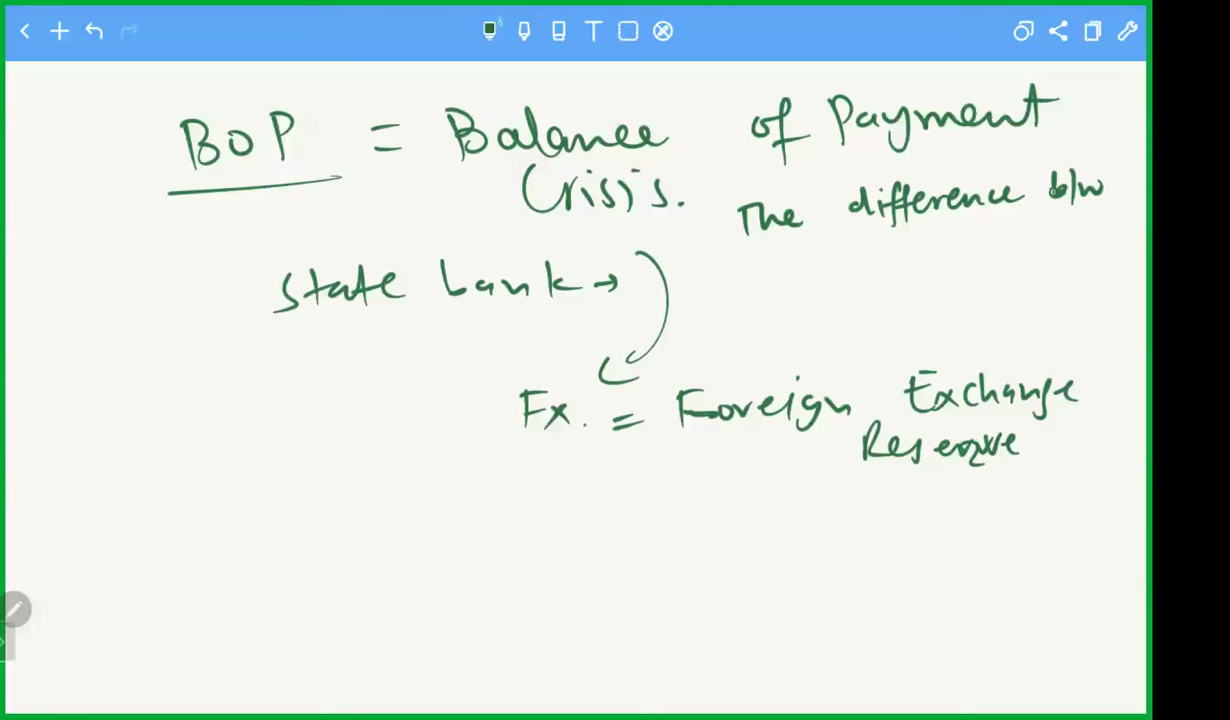 BOP = Balance of Payment
Crisis. The difference b/w
State bank →
Fx. = Foreign Exchange
Reserve